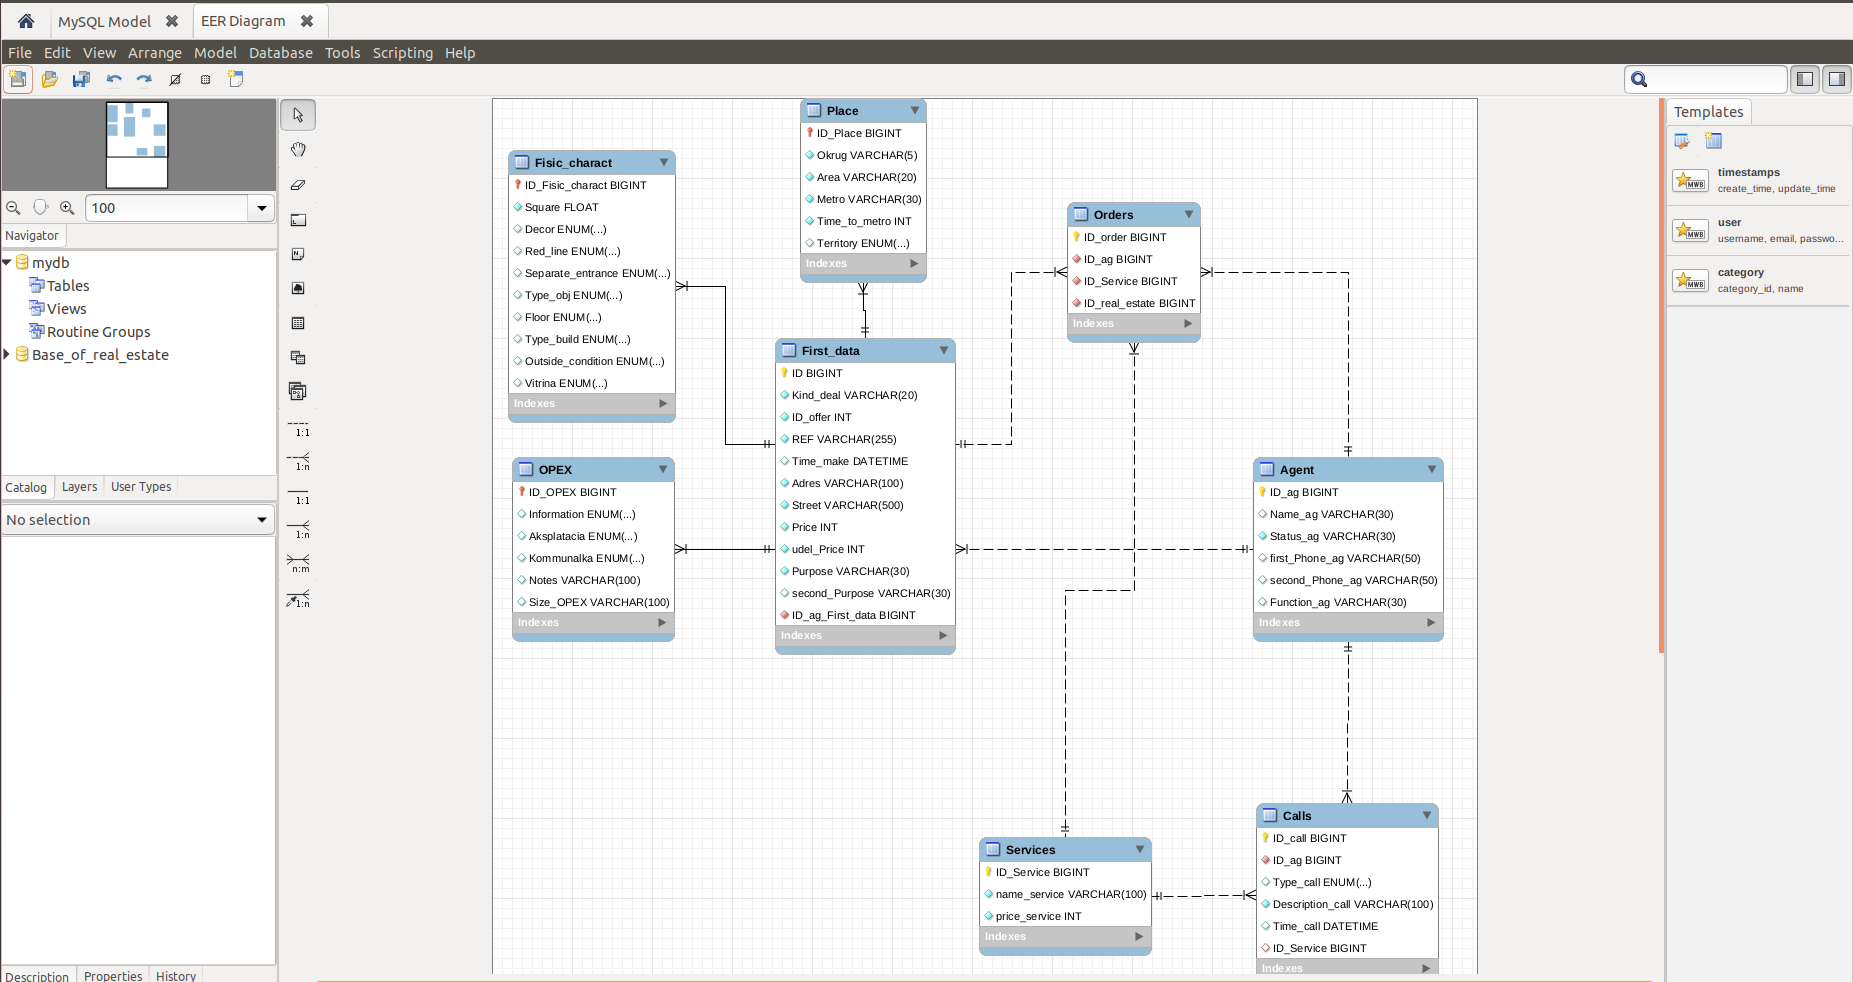 MySQL Model
EER Diagram
File Edit View Arrange Model Database Tools Scripting Help
100
Navigator
mydb
Tables
Views
Routine Groups
Base_of_real_estate
Catalog Layers User Types
No selection
Description Properties History
1:1
1:n
1:1
1:n
n:m
1:n
Fisic_charact
ID_Fisic_charact BIGINT
Square FLOAT
Decor ENUM(...)
Red_line ENUM(...)
Separate_entrance ENUM(...)
Type_obj ENUM(...)
Floor ENUM(...)
Type_build ENUM(...)
Outside_condition ENUM(...)
Vitrina ENUM(...)
Indexes
OPEX
ID_OPEX BIGINT
Information ENUM(...)
Aksplatacia ENUM(...)
Kommunalka ENUM(...)
Notes VARCHAR(100)
Size_OPEX VARCHAR(100)
Indexes
Place
ID_Place BIGINT
Okrug VARCHAR(5)
Area VARCHAR(20)
Metro VARCHAR(30)
Time_to_metro INT
Territory ENUM(...)
Indexes
First_data
ID BIGINT
Kind_deal VARCHAR(20)
ID_offer INT
REF VARCHAR(255)
Time_make DATETIME
Adres VARCHAR(100)
Street VARCHAR(500)
Price INT
udel_Price INT
Purpose VARCHAR(30)
second_Purpose VARCHAR(30)
ID_ag_First_data BIGINT
Indexes
Orders
ID_order BIGINT
ID_ag BIGINT
ID_Service BIGINT
ID_real_estate BIGINT
Indexes
Agent
ID_ag BIGINT
Name_ag VARCHAR(30)
Status_ag VARCHAR(30)
first_Phone_ag VARCHAR(50)
second_Phone_ag VARCHAR(50)
Function_ag VARCHAR(30)
Indexes
Services
ID_Service BIGINT
name_service VARCHAR(100)
price_service INT
Indexes
Calls
ID_call BIGINT
ID_ag BIGINT
Type_call ENUM(...)
Description_call VARCHAR(100)
Time_call DATETIME
ID_Service BIGINT
Indexes
Templates
timestamps
create_time, update_time
user
username, email, passwo...
category
category_id, name